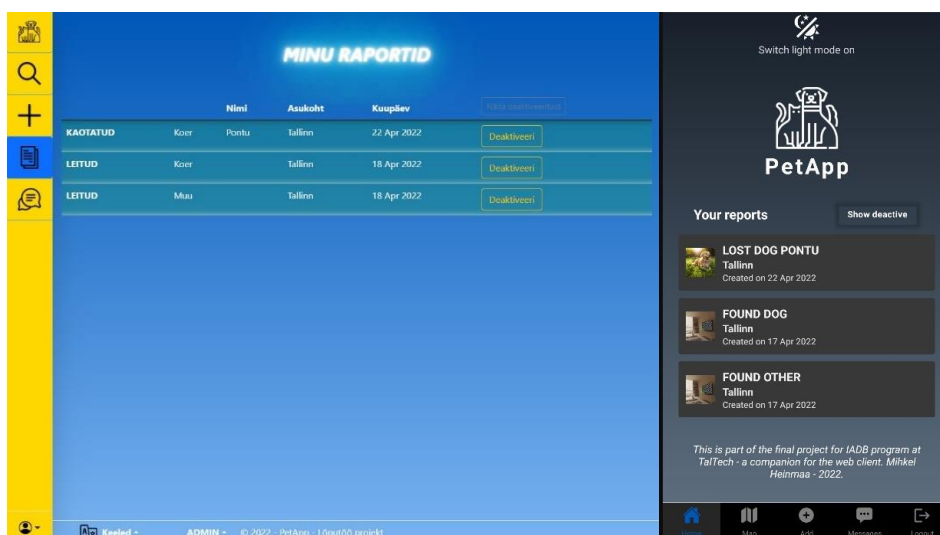 MINU RAPORTID
Nimi Asukoht Kuupäev
KAOTATUD Koer Pontu Tallinn 22 Apr 2022 Deaktiveeri
LEITUD Koer Tallinn 18 Apr 2022 Deaktiveeri
LEITUD Muu Tallinn 18 Apr 2022 Deaktiveeri
Keeled ADMIN © 2022 - PetApp - Lõputöö projekt
Switch light mode on
PetApp
Your reports Show deactive
LOST DOG PONTU
Tallinn
Created on 22 Apr 2022
FOUND DOG
Tallinn
Created on 17 Apr 2022
FOUND OTHER
Tallinn
Created on 17 Apr 2022
This is part of the final project for IADB program at
TalTech - a companion for the web client. Mihkel
Heinmaa - 2022.
Home Map Add Messages Logout